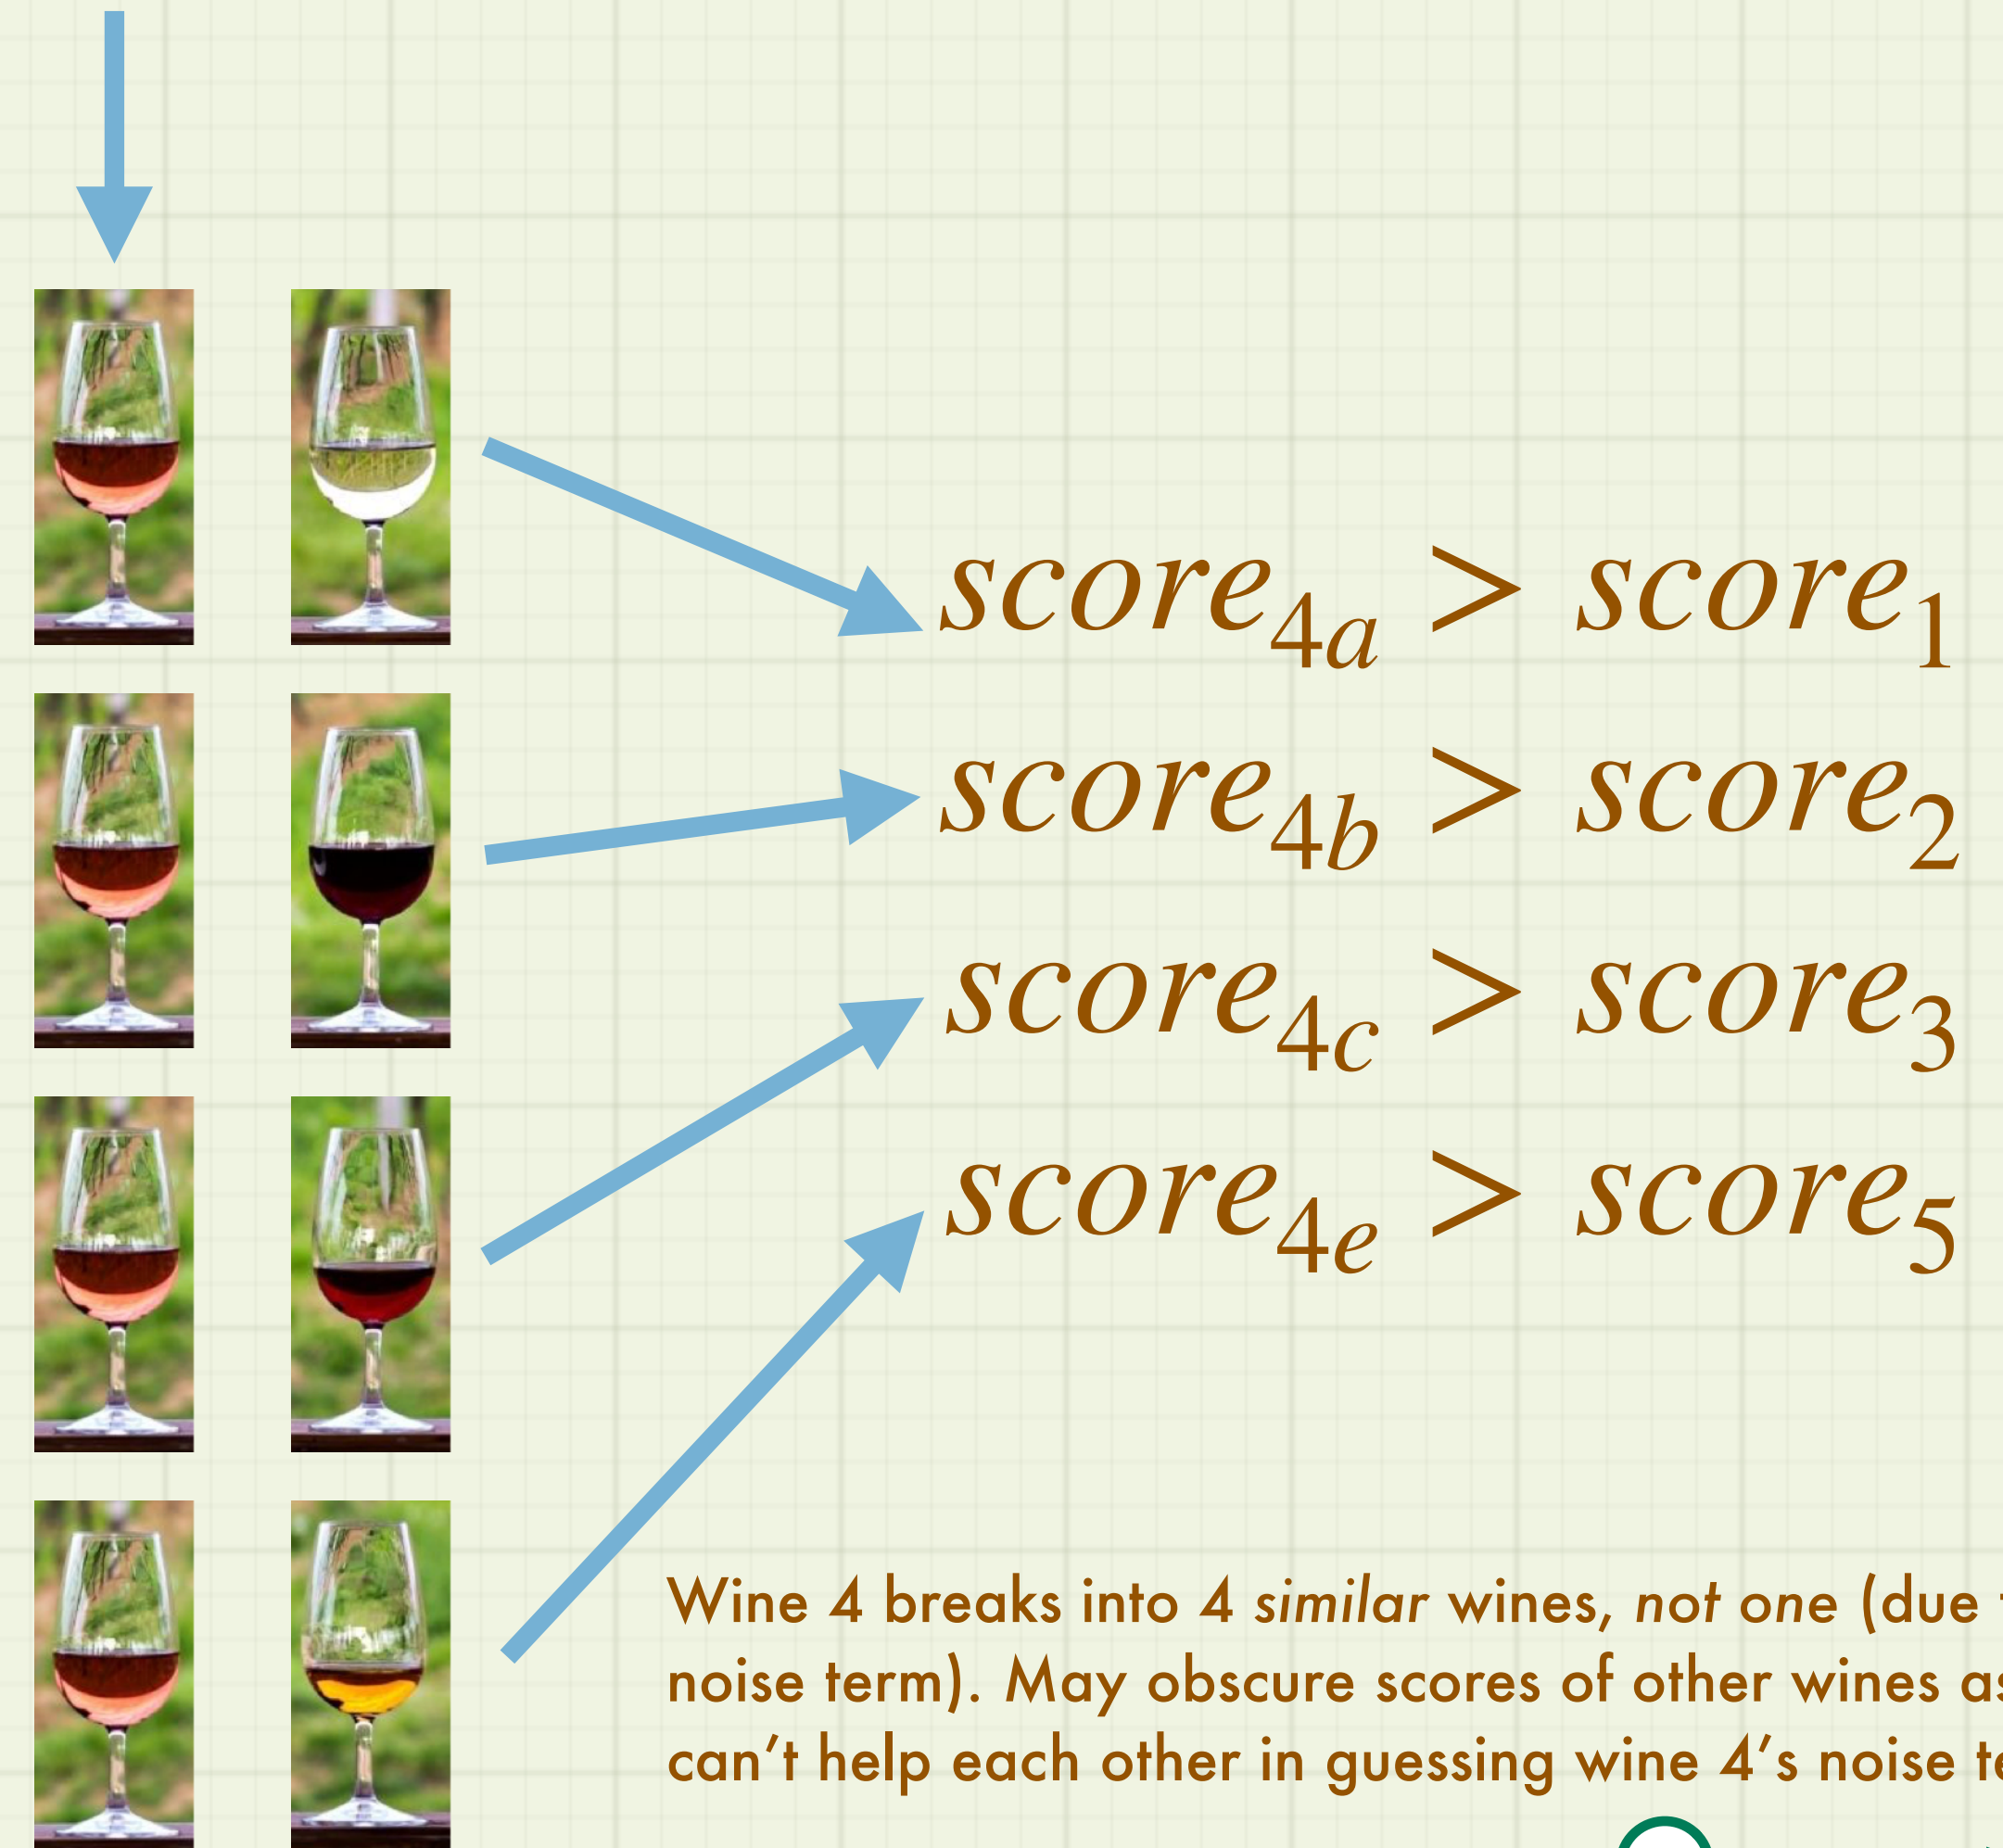 score₄ₐ > score₁
score₄b > score₂
score₄c > score₃
score₄ₑ > score₅
Wine 4 breaks into 4 similar wines, not one (due
noise term). May obscure scores of other wines as
can’t help each other in guessing wine 4’s noise